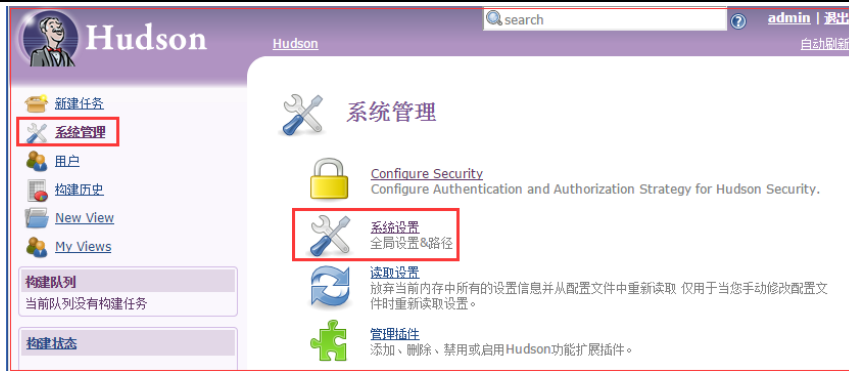 Hudson
search
admin | 退出
Hudson
自动刷新
新建任务
系统管理
用户
构建历史
New View
My Views
构建队列
当前队列没有构建任务
构建状态
系统管理
Configure Security
Configure Authentication and Authorization Strategy for Hudson Security.
系统设置
全局设置&路径
读取设置
放弃当前内存中所有的设置信息并从配置文件中重新读取 仅用于当您手动修改配置文
件时重新读取设置。
管理插件
添加、删除、禁用或启用Hudson功能扩展插件。